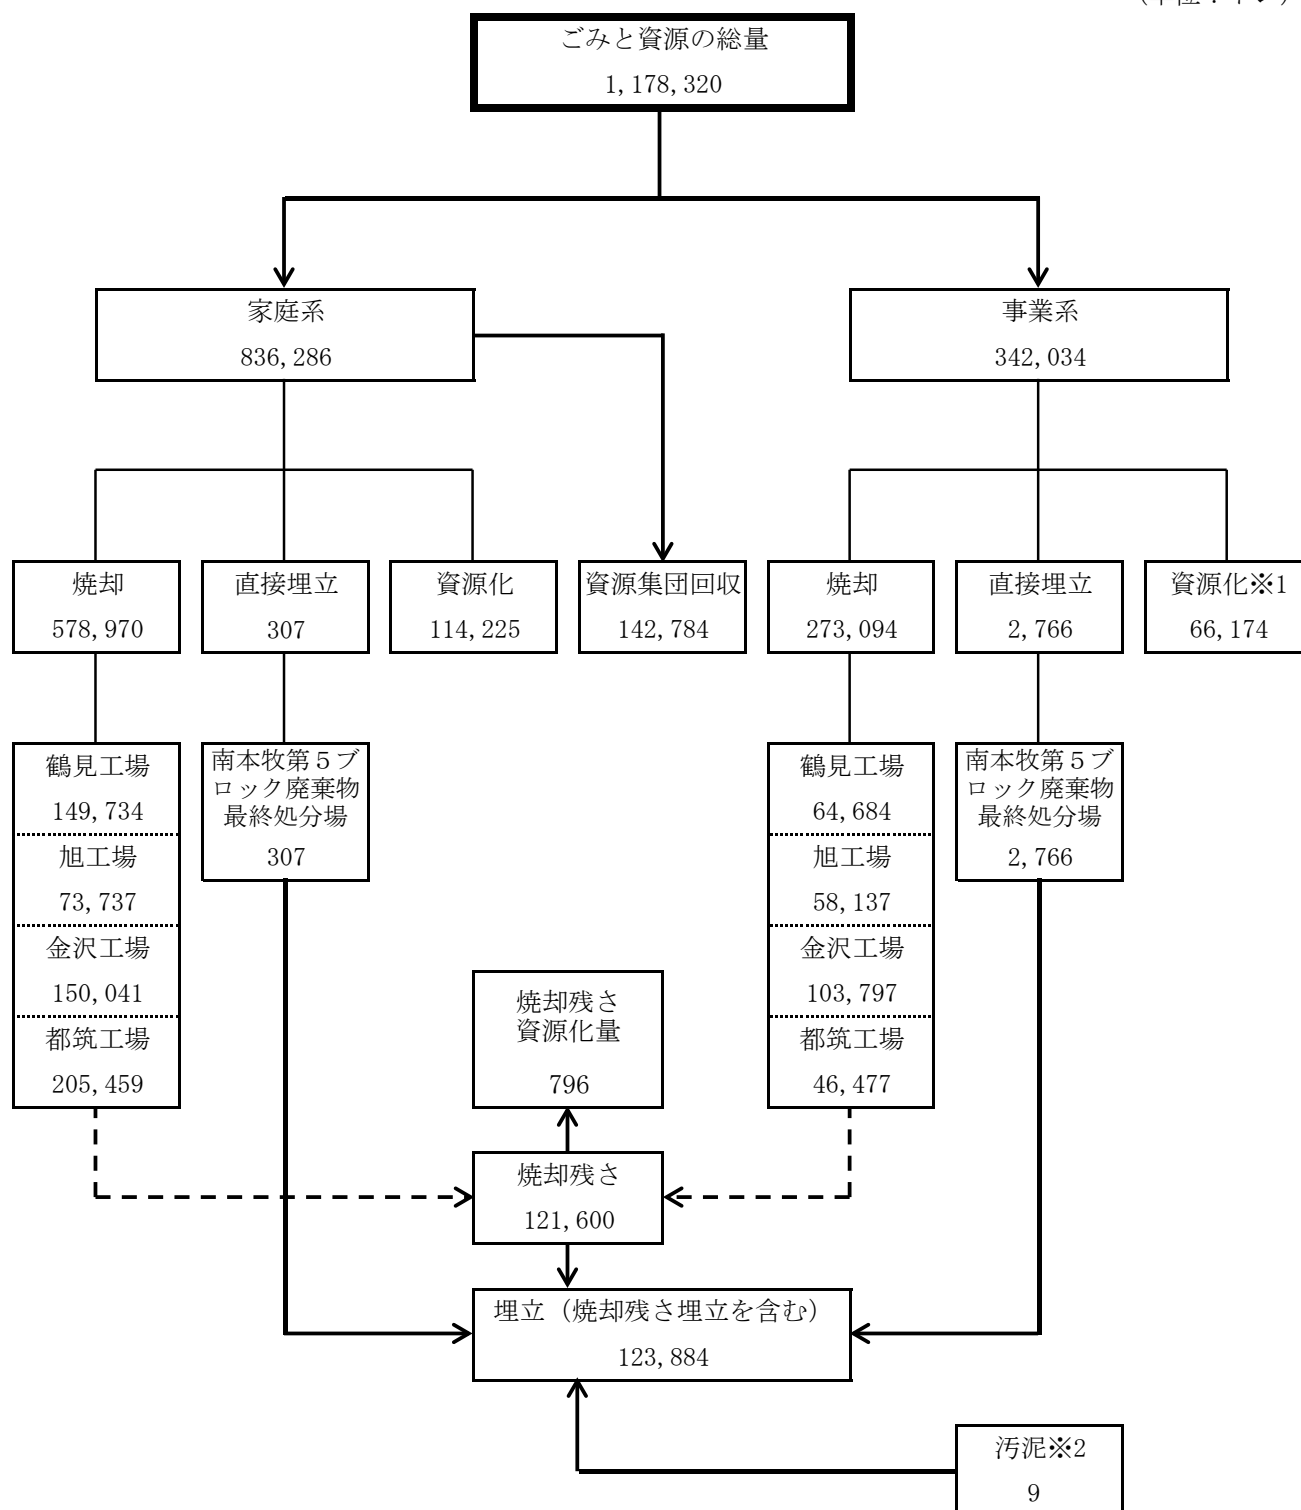 ごみと資源の総量
1,178,320
家庭系
836,286
事業系
342,034
焼却
578,970
直接埋立
307
資源化
114,225
資源集団回収
142,784
焼却
273,094
直接埋立
2,766
資源化※1
66,174
鶴見工場
149,734
旭工場
73,737
金沢工場
150,041
都筑工場
205,459
南本牧第5ブ
ロック廃棄物
最終処分場
307
鶴見工場
64,684
旭工場
58,137
金沢工場
103,797
都筑工場
46,477
南本牧第5ブ
ロック廃棄物
最終処分場
2,766
焼却残さ
資源化量
796
焼却残さ
121,600
埋立（焼却残さ埋立を含む）
123,884
汚泥※2
9